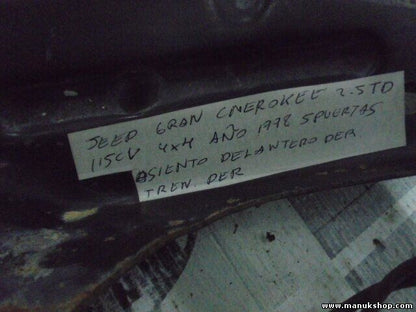 JEEP GRAN CHEROKEE 2.5TD
115CV 4X4 AÑO 1998 5PUERTAS
ASIENTO DELANTERO DER
TREN. DER
www.manukshop.com